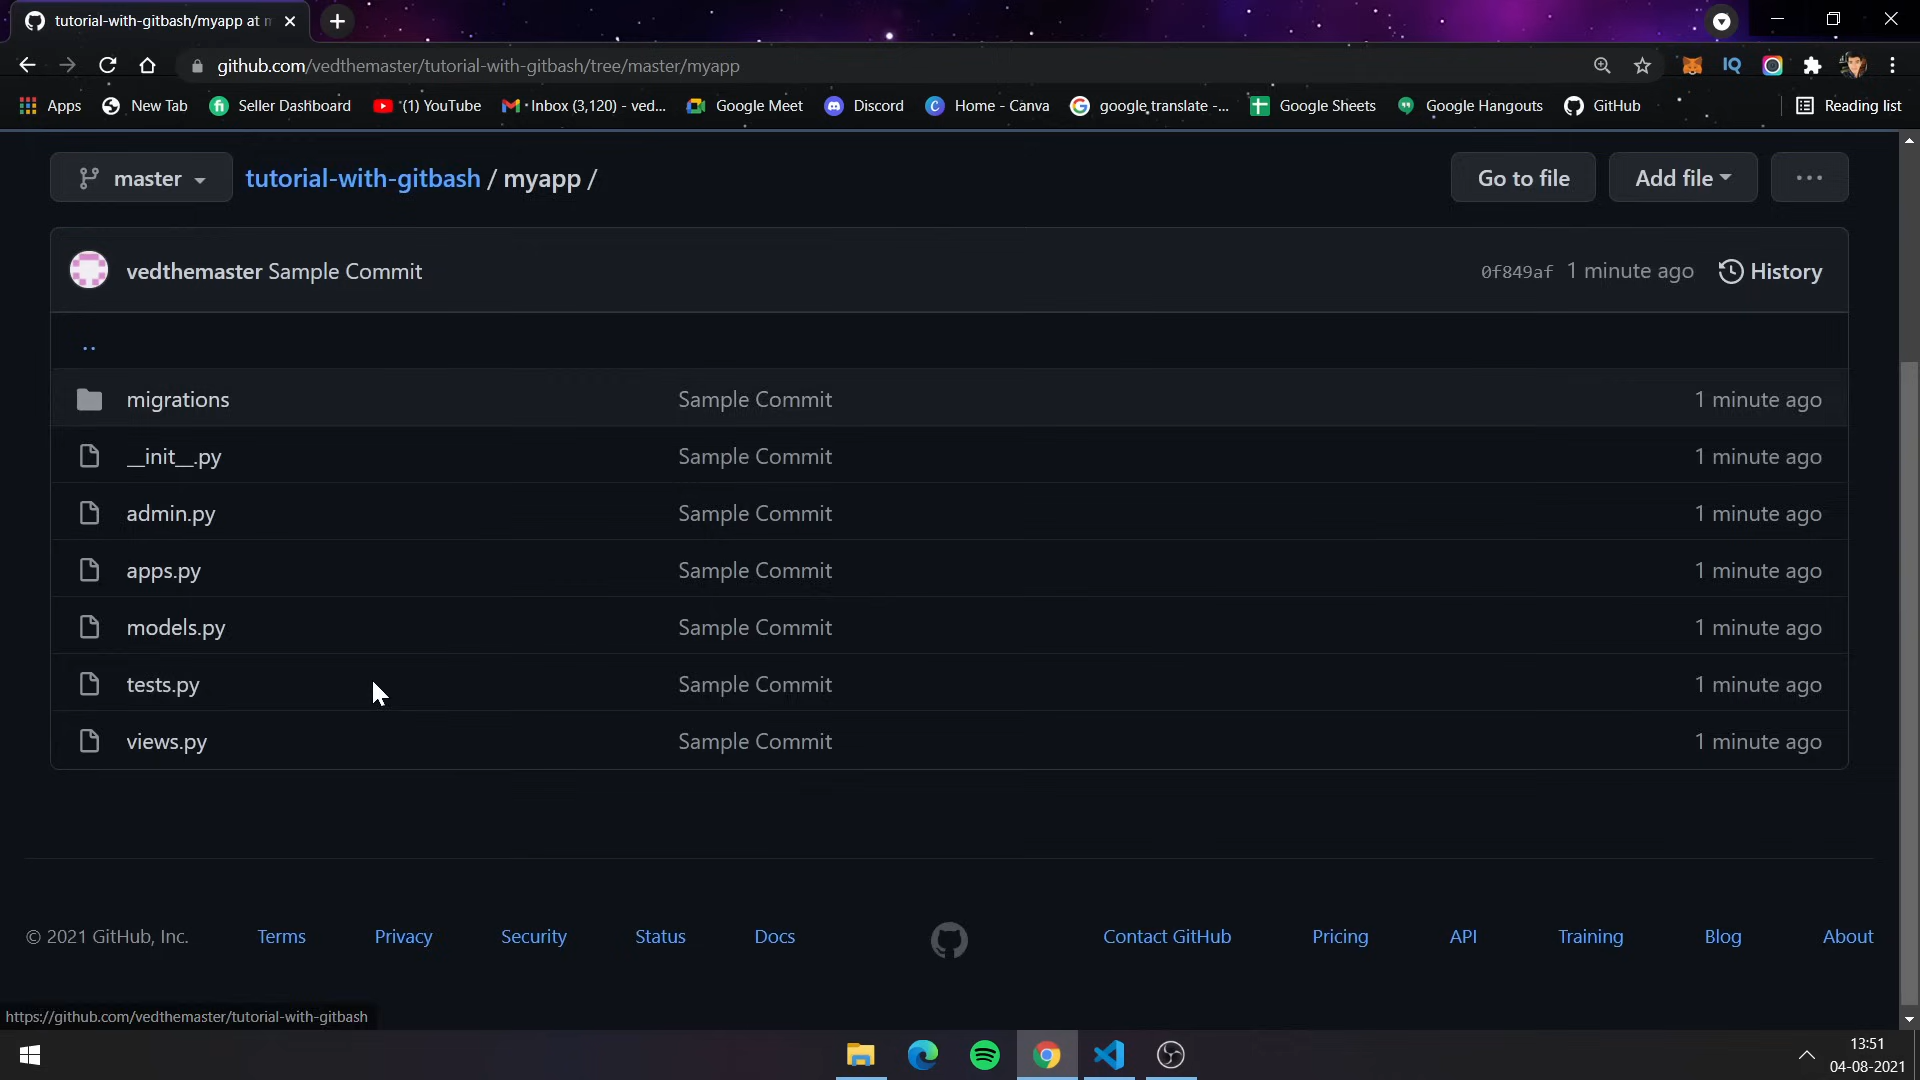 tutorial-with-gitbash/myapp at m
github.com/vedthemaster/tutorial-with-gitbash/tree/master/myapp
Apps New Tab Seller Dashboard (1) YouTube Inbox (3,120) - ved... Google Meet Discord Home - Canva google translate -... Google Sheets Google Hangouts GitHub Reading list
master tutorial-with-gitbash / myapp / Go to file Add file ...
vedthemaster Sample Commit 0f849af 1 minute ago History
..
migrations Sample Commit 1 minute ago
__init__.py Sample Commit 1 minute ago
admin.py Sample Commit 1 minute ago
apps.py Sample Commit 1 minute ago
models.py Sample Commit 1 minute ago
tests.py Sample Commit 1 minute ago
views.py Sample Commit 1 minute ago
© 2021 GitHub, Inc. Terms Privacy Security Status Docs Contact GitHub Pricing API Training Blog About
https://github.com/vedthemaster/tutorial-with-gitbash
13:51
04-08-2021